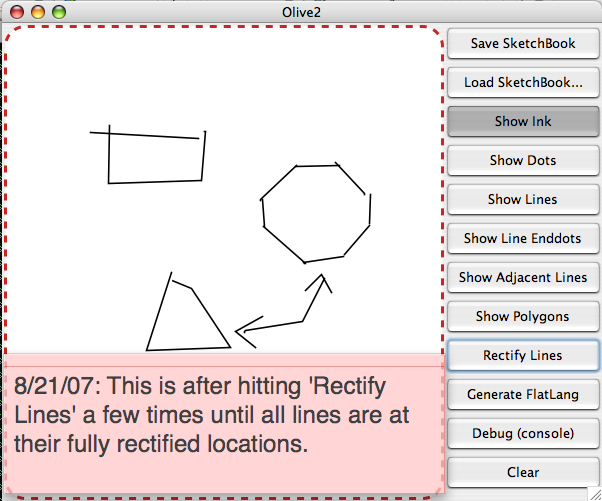 Olive2
Save SketchBook
Load SketchBook...
Show Ink
Show Dots
Show Lines
Show Line Enddots
Show Adjacent Lines
Show Polygons
Rectify Lines
Generate FlatLang
Debug (console)
Clear
8/21/07: This is after hitting 'Rectify
Lines' a few times until all lines are at
their fully rectified locations.